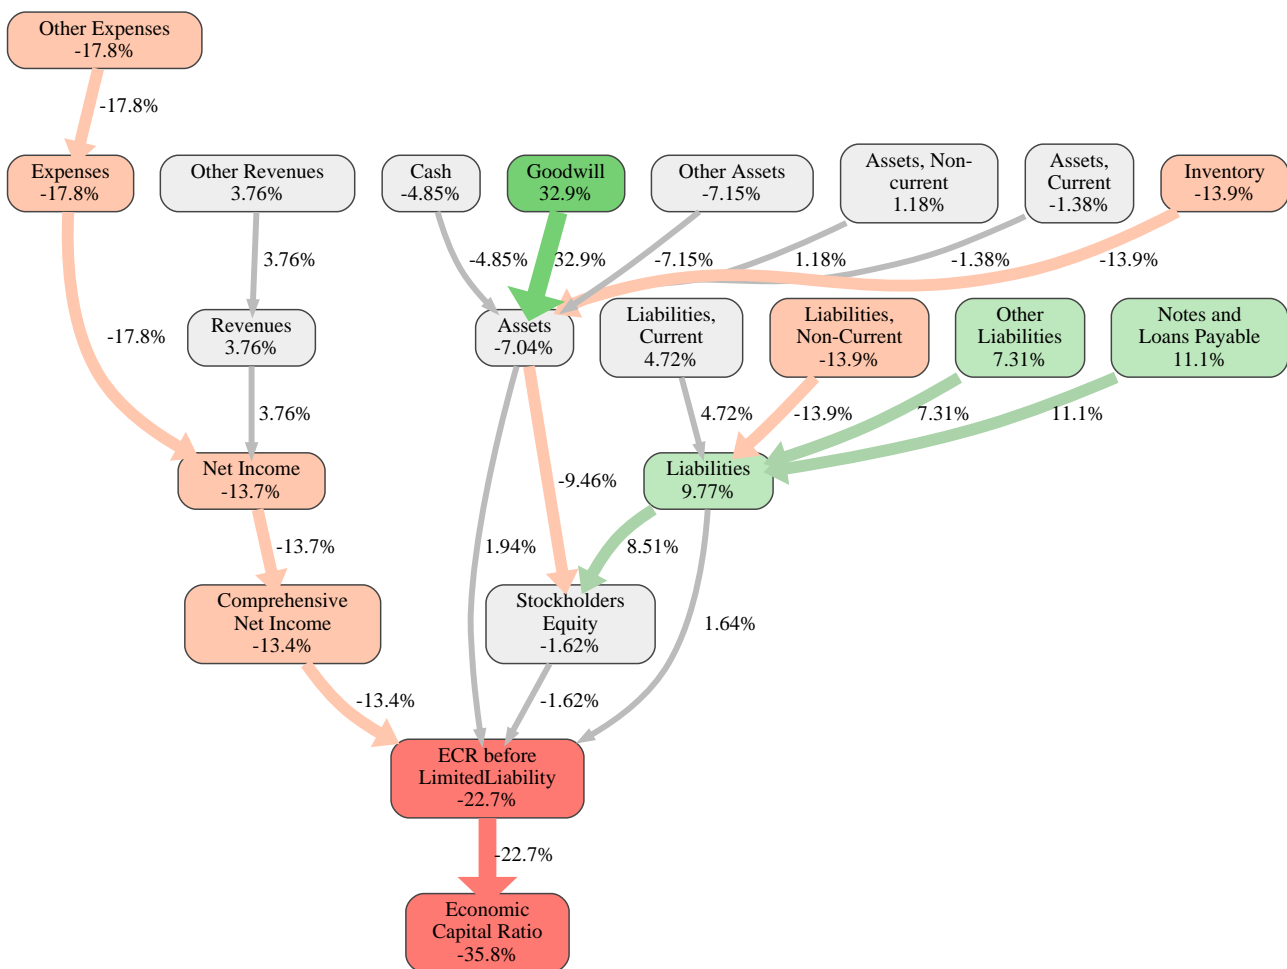 Other Expenses
-17.8%
-17.8%
Expenses
-17.8%
Other Revenues
3.76%
Cash
-4.85%
Goodwill
32.9%
Other Assets
-7.15%
Assets, Non-
current
1.18%
Assets,
Current
-1.38%
Inventory
-13.9%
3.76%
-4.85%
32.9%
-7.15%
1.18%
-1.38%
-13.9%
-17.8%
Revenues
3.76%
Assets
-7.04%
Liabilities,
Current
4.72%
Liabilities,
Non-Current
-13.9%
Other
Liabilities
7.31%
Notes and
Loans Payable
11.1%
3.76%
4.72%
-13.9%
7.31%
11.1%
Net Income
-13.7%
-9.46%
Liabilities
9.77%
-13.7%
1.94%
8.51%
1.64%
Comprehensive
Net Income
-13.4%
Stockholders
Equity
-1.62%
-13.4%
-1.62%
ECR before
LimitedLiability
-22.7%
-22.7%
Economic
Capital Ratio
-35.8%